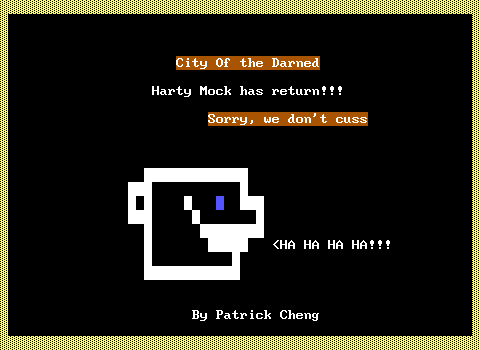 City Of the Darned
Harty Mock has return!!!
Sorry, we don't cuss
<HA HA HA HA!!!
By Patrick Cheng